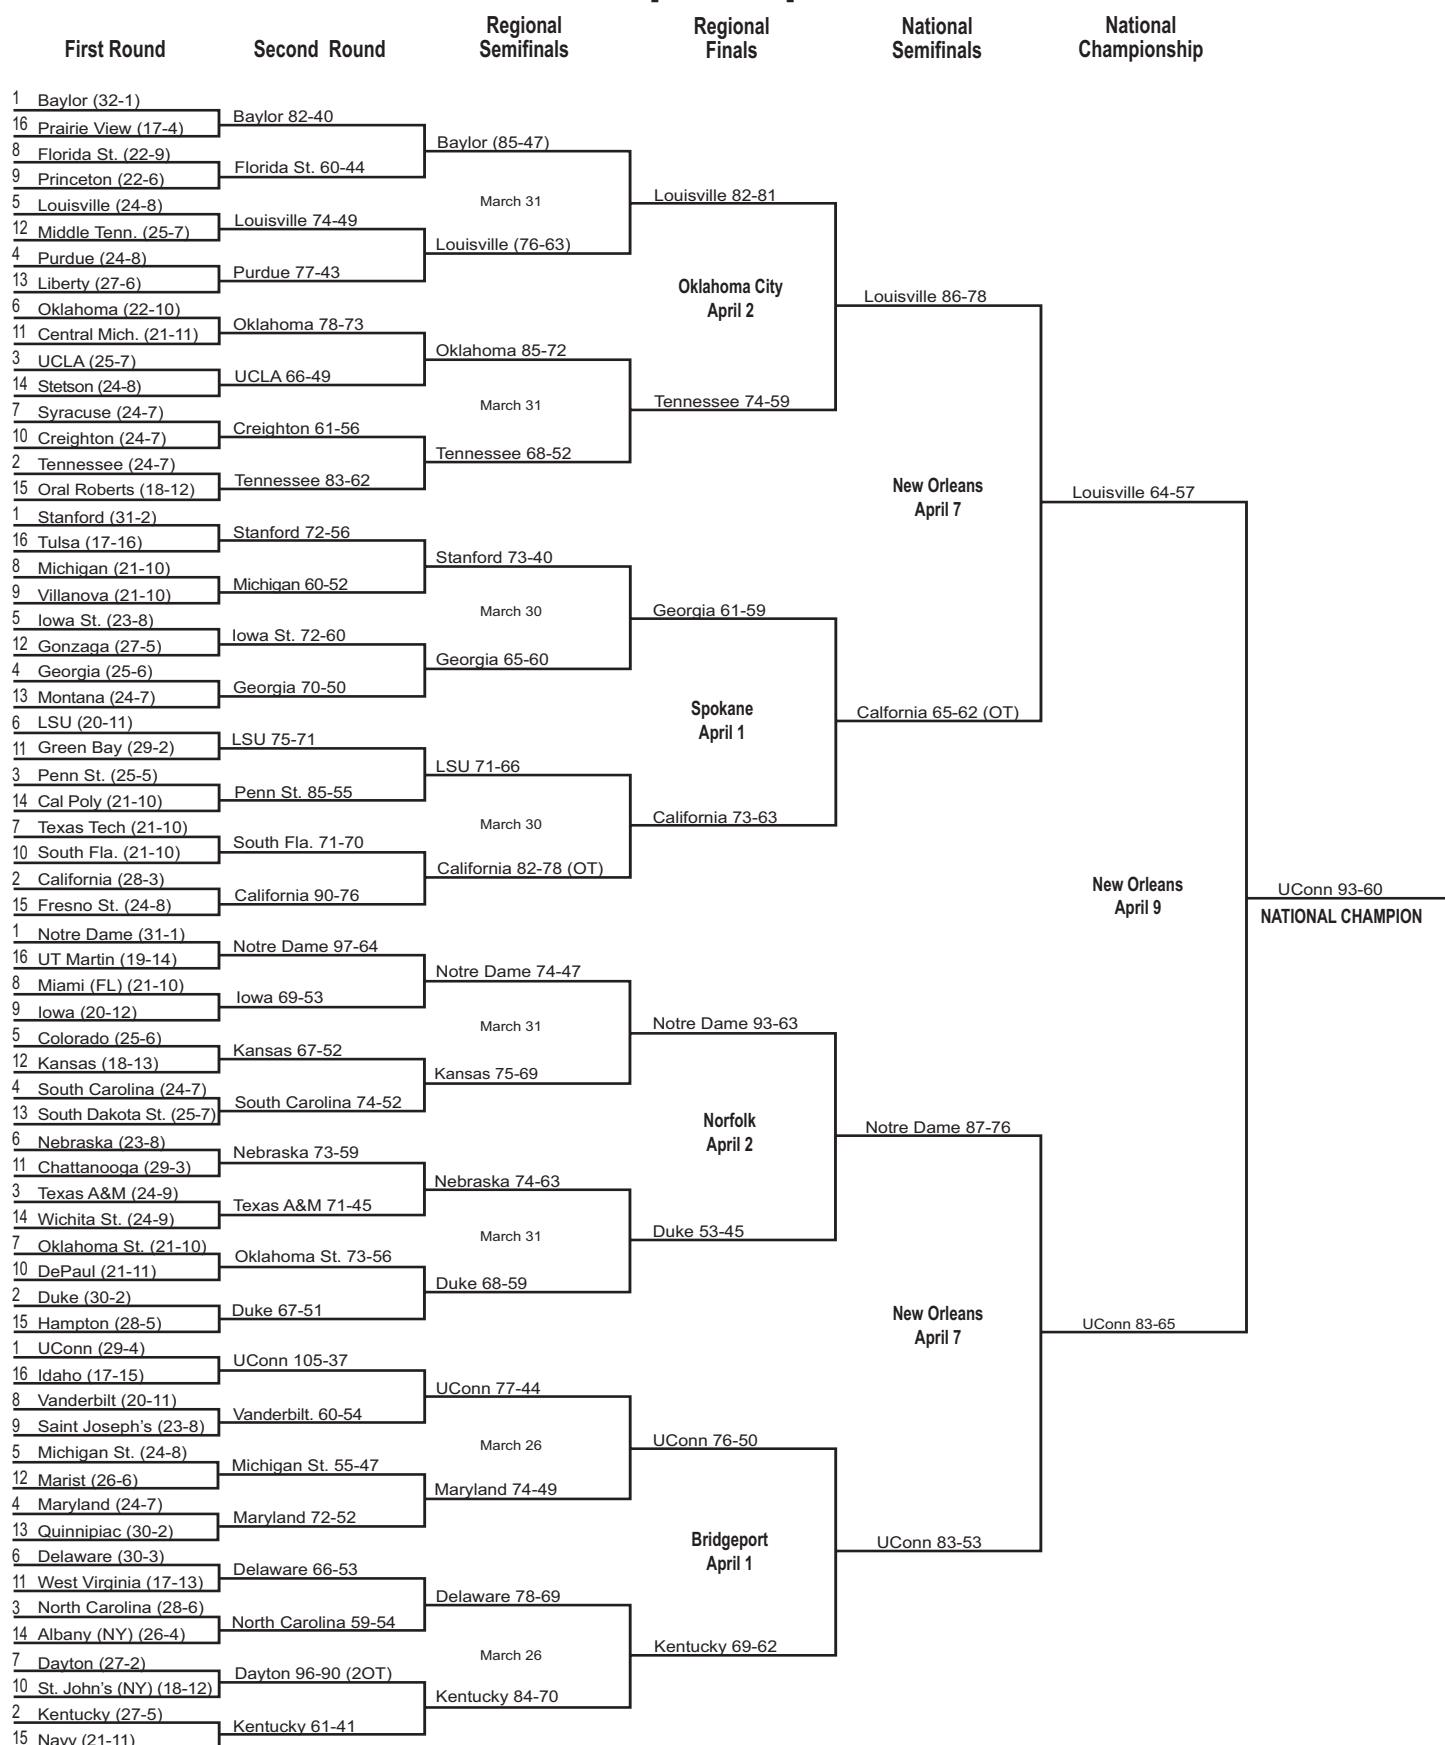 Regional Regional National National
First Round Second Round Semifinals Finals Semifinals Championship
1 Baylor (32-1)
16 Prairie View (17-4)
8 Florida St. (22-9)
9 Princeton (22-6)
5 Louisville (24-8)
12 Middle Tenn. (25-7)
4 Purdue (24-8)
13 Liberty (27-6)
6 Oklahoma (22-10)
11 Central Mich. (21-11)
3 UCLA (25-7)
14 Stetson (24-8)
7 Syracuse (24-7)
10 Creighton (24-7)
2 Tennessee (24-7)
15 Oral Roberts (18-12)
1 Stanford (31-2)
16 Tulsa (17-16)
8 Michigan (21-10)
9 Villanova (21-10)
5 Iowa St. (23-8)
12 Gonzaga (27-5)
4 Georgia (25-6)
13 Montana (24-7)
6 LSU (20-11)
11 Green Bay (29-2)
3 Penn St. (25-5)
14 Cal Poly (21-10)
7 Texas Tech (21-10)
10 South Fla. (21-10)
2 California (28-3)
15 Fresno St. (24-8)
1 Notre Dame (31-1)
16 UT Martin (19-14)
8 Miami (FL) (21-10)
9 Iowa (20-12)
5 Colorado (25-6)
12 Kansas (18-13)
4 South Carolina (24-7)
13 South Dakota St. (25-7)
6 Nebraska (23-8)
11 Chattanooga (29-3)
3 Texas A&M (24-9)
14 Wichita St. (24-9)
7 Oklahoma St. (21-10)
10 DePaul (21-11)
2 Duke (30-2)
15 Hampton (28-5)
1 UConn (29-4)
16 Idaho (17-15)
8 Vanderbilt (20-11)
9 Saint Joseph’s (23-8)
5 Michigan St. (24-8)
12 Marist (26-6)
4 Maryland (24-7)
13 Quinnipiac (30-2)
6 Delaware (30-3)
11 West Virginia (17-13)
3 North Carolina (28-6)
14 Albany (NY) (26-4)
7 Dayton (27-2)
10 St. John’s (NY) (18-12)
2 Kentucky (27-5)
15 Navy (21-11)
Baylor 82-40
Florida St. 60-44
Louisville 74-49
Purdue 77-43
Oklahoma 78-73
UCLA 66-49
Creighton 61-56
Tennessee 83-62
Stanford 72-56
Michigan 60-52
Iowa St. 72-60
Georgia 70-50
LSU 75-71
Penn St. 85-55
South Fla. 71-70
California 90-76
Notre Dame 97-64
Iowa 69-53
Kansas 67-52
South Carolina 74-52
Nebraska 73-59
Texas A&M 71-45
Oklahoma St. 73-56
Duke 67-51
UConn 105-37
Vanderbilt. 60-54
Michigan St. 55-47
Maryland 72-52
Delaware 66-53
North Carolina 59-54
Dayton 96-90 (2OT)
Kentucky 61-41
Baylor (85-47)
March 31
Louisville (76-63)
Oklahoma 85-72
March 31
Tennessee 68-52
Stanford 73-40
March 30
Georgia 65-60
LSU 71-66
March 30
California 82-78 (OT)
Notre Dame 74-47
March 31
Kansas 75-69
Nebraska 74-63
March 31
Duke 68-59
UConn 77-44
March 26
Maryland 74-49
Delaware 78-69
March 26
Kentucky 84-70
Louisville 82-81
Oklahoma City
April 2
Tennessee 74-59
Georgia 61-59
Spokane
April 1
California 73-63
Notre Dame 93-63
Norfolk
April 2
Duke 53-45
UConn 76-50
Bridgeport
April 1
Kentucky 69-62
Louisville 86-78
New Orleans
April 7
Calfornia 65-62 (OT)
Notre Dame 87-76
New Orleans
April 7
UConn 83-53
Louisville 64-57
New Orleans
April 9
UConn 83-65
UConn 93-60
NATIONAL CHAMPION